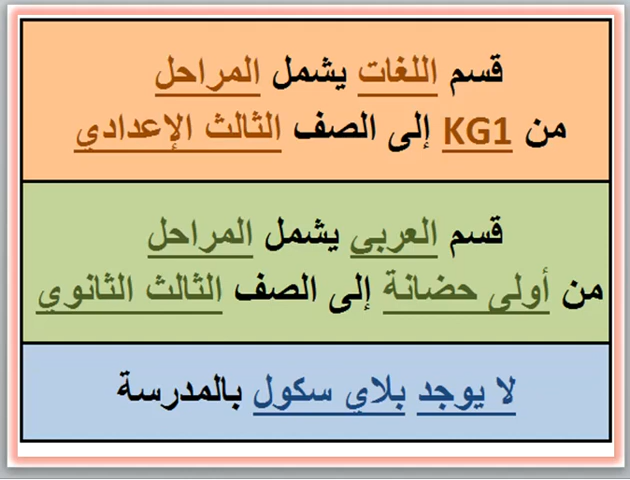 قسم اللغات يشمل المراحل
من KG1 إلى الصف الثالث الإعدادي
قسم العربي يشمل المراحل
من أولى حضانة إلى الصف الثالث الثانوي
لا يوجد بلاي سكول بالمدرسة